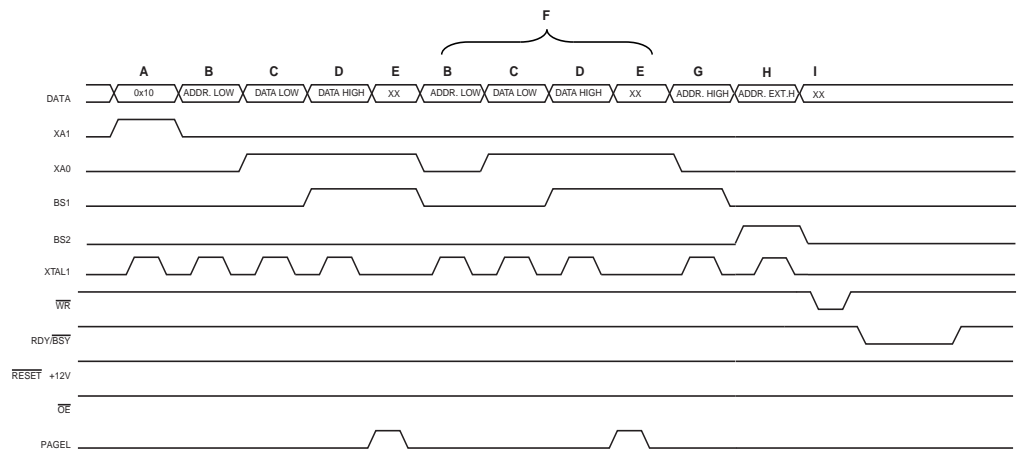 F
A B C D E B C D E G H I
DATA 0x10 ADDR. LOW DATA LOW DATA HIGH XX ADDR. LOW DATA LOW DATA HIGH XX ADDR. HIGH ADDR. EXT.H XX
XA1
XA0
BS1
BS2
XTAL1
WR
RDY/BSY
RESET +12V
OE
PAGEL